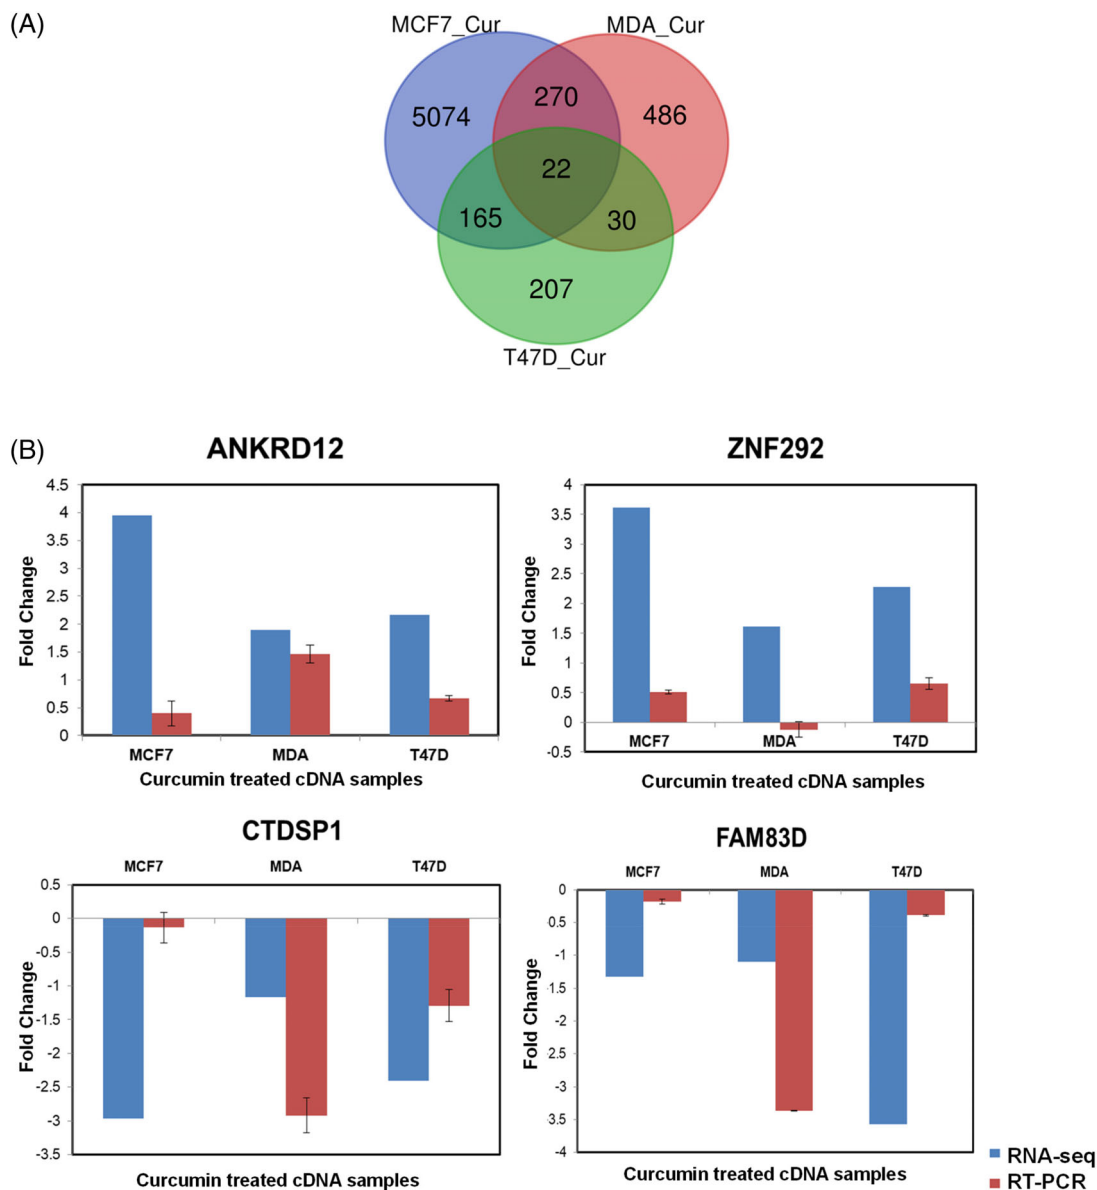 (A)
MCF7_Cur
MDA_Cur
5074
270
486
22
165
30
207
T47D_Cur
(B)
ANKRD12
Fold Change
4.5
4
3.5
3
2.5
2
1.5
1
0.5
0
MCF7
MDA
T47D
Curcumin treated cDNA samples
ZNF292
Fold Change
4
3.5
3
2.5
2
1.5
1
0.5
0
-0.5
MCF7
MDA
T47D
Curcumin treated cDNA samples
CTDSP1
MCF7
MDA
T47D
Fold Change
0.5
0
-0.5
-1
-1.5
-2
-2.5
-3
-3.5
Curcumin treated cDNA samples
FAM83D
MCF7
MDA
T47D
Fold Change
0
-0.5
-1
-1.5
-2
-2.5
-3
-3.5
-4
Curcumin treated cDNA samples
RNA-seq
RT-PCR